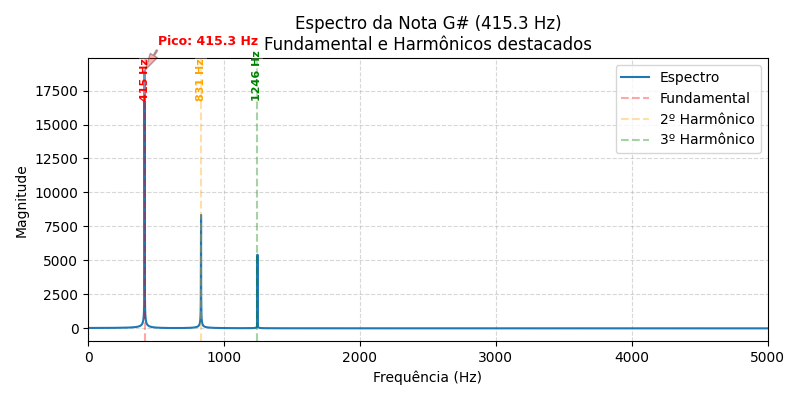 Espectro da Nota G# (415.3 Hz)
Fundamental e Harmônicos destacados
Pico: 415.3 Hz
415 Hz
831 Hz
1246 Hz
Espectro
Fundamental
2º Harmônico
3º Harmônico
Magnitude
17500
15000
12500
10000
7500
5000
2500
0
0 1000 2000 3000 4000 5000
Frequência (Hz)